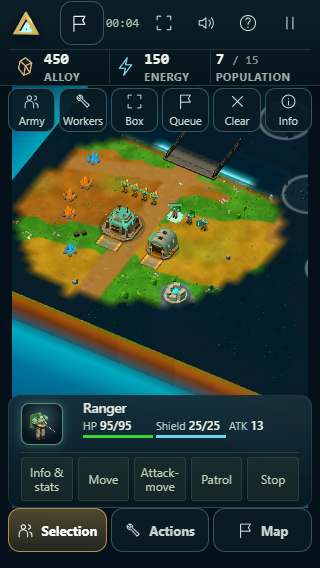 00:04
450
ALLOY
150
ENERGY
7 / 15
POPULATION
Army
Workers
Box
Queue
Clear
Info
Ranger
HP 95/95
Shield 25/25
ATK 13
Info & stats
Move
Attack-move
Patrol
Stop
Selection
Actions
Map